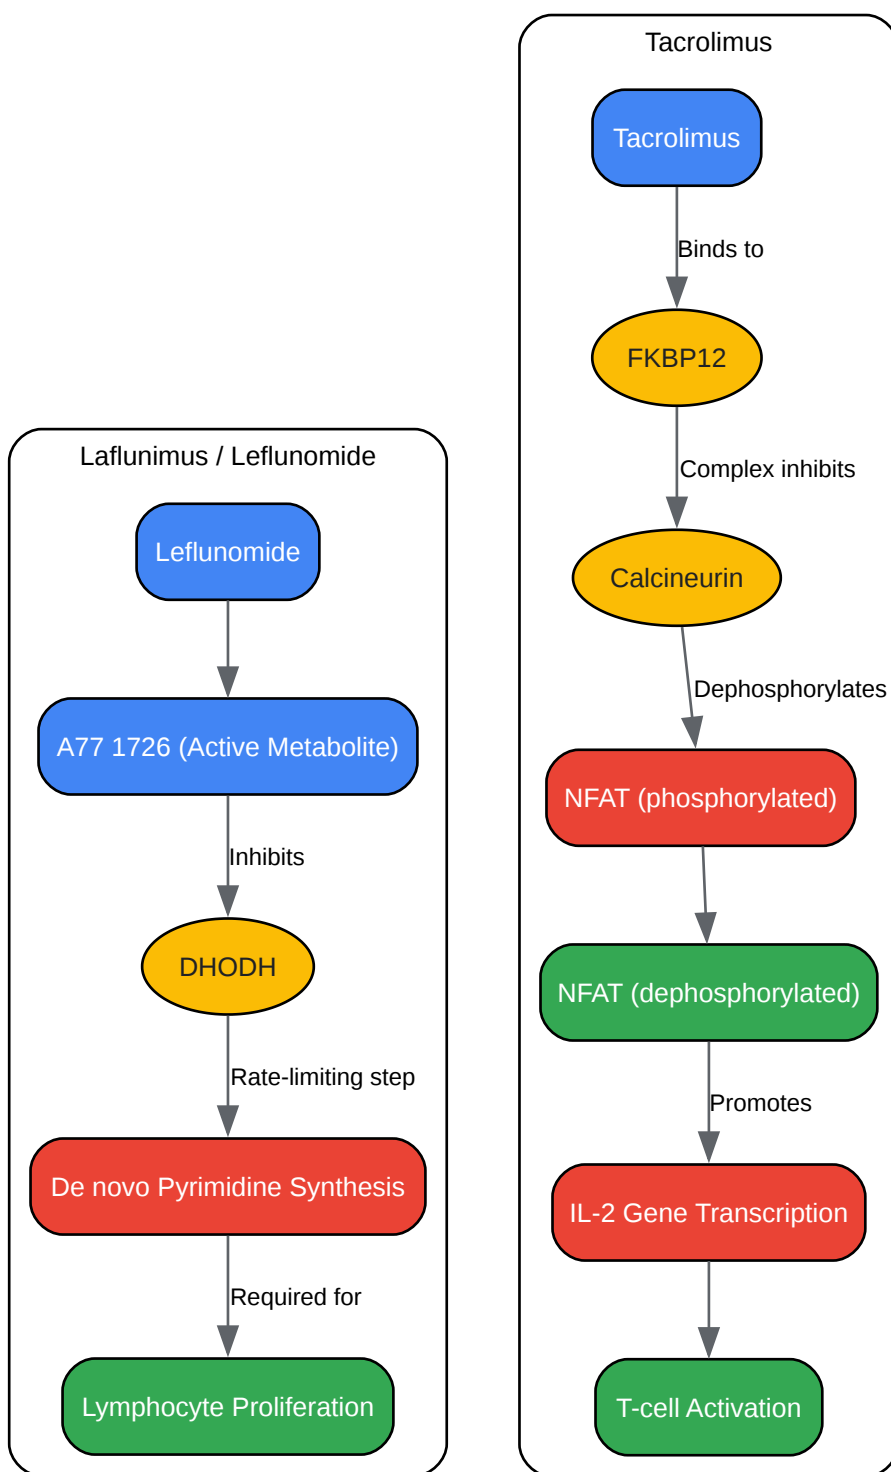 Laflunimus / Leflunomide
Leflunomide
A77 1726 (Active Metabolite)
Inhibits
DHODH
Rate-limiting step
De novo Pyrimidine Synthesis
Required for
Lymphocyte Proliferation
Tacrolimus
Tacrolimus
Binds to
FKBP12
Complex inhibits
Calcineurin
Dephosphorylates
NFAT (phosphorylated)
NFAT (dephosphorylated)
Promotes
IL-2 Gene Transcription
T-cell Activation